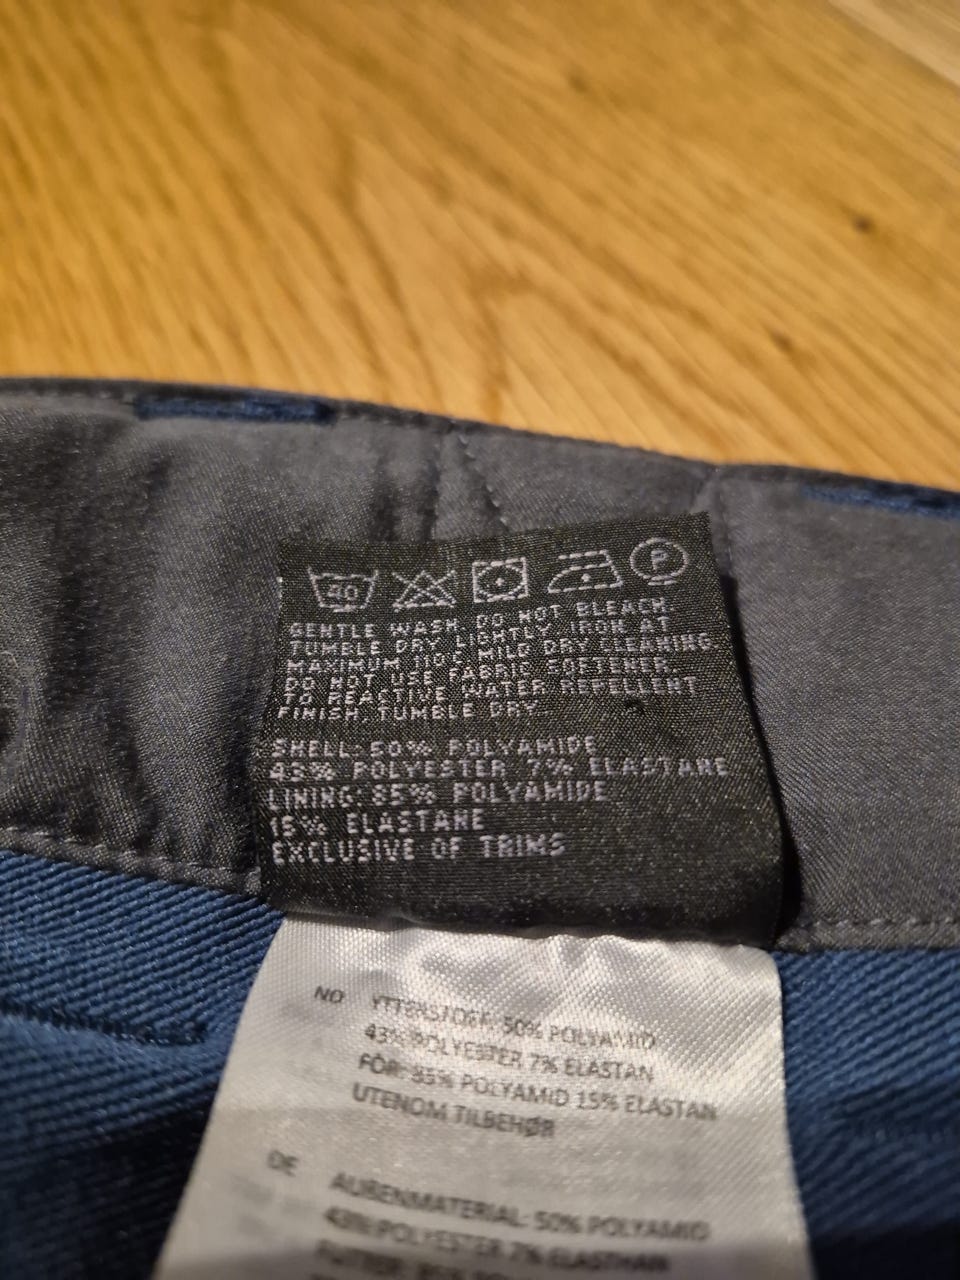 40
P
GENTLE WASH. DO NOT BLEACH.
TUMBLE DRY LIGHTLY. IRON AT
MAXIMUM 110C MILD DRY CLEANING.
DO NOT USE FABRIC SOFTENER.
TO REACTIVE WATER REPELLENT
FINISH: TUMBLE DRY.
SHELL: 50% POLYAMIDE
43% POLYESTER 7% ELASTANE
LINING: 85% POLYAMIDE
15% ELASTANE
EXCLUSIVE OF TRIMS
NO YTTERSTOFF: 50% POLYAMID
43% POLYESTER 7% ELASTAN
FÔR: 85% POLYAMID 15% ELASTAN
UTENOM TILBEHØR
DE AUßENMATERIAL: 50% POLYAMID
43% POLYESTER 7% ELASTHAN
FUTTER: 85%